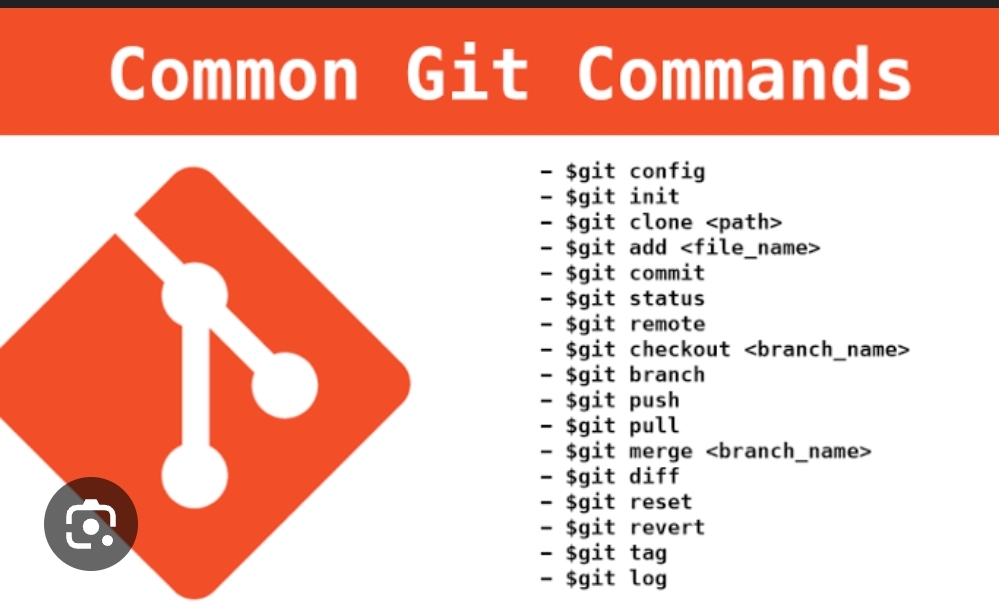 Common Git Commands
- $git config
- $git init
- $git clone <path>
- $git add <file_name>
- $git commit
- $git status
- $git remote
- $git checkout <branch_name>
- $git branch
- $git push
- $git pull
- $git merge <branch_name>
- $git diff
- $git reset
- $git revert
- $git tag
- $git log